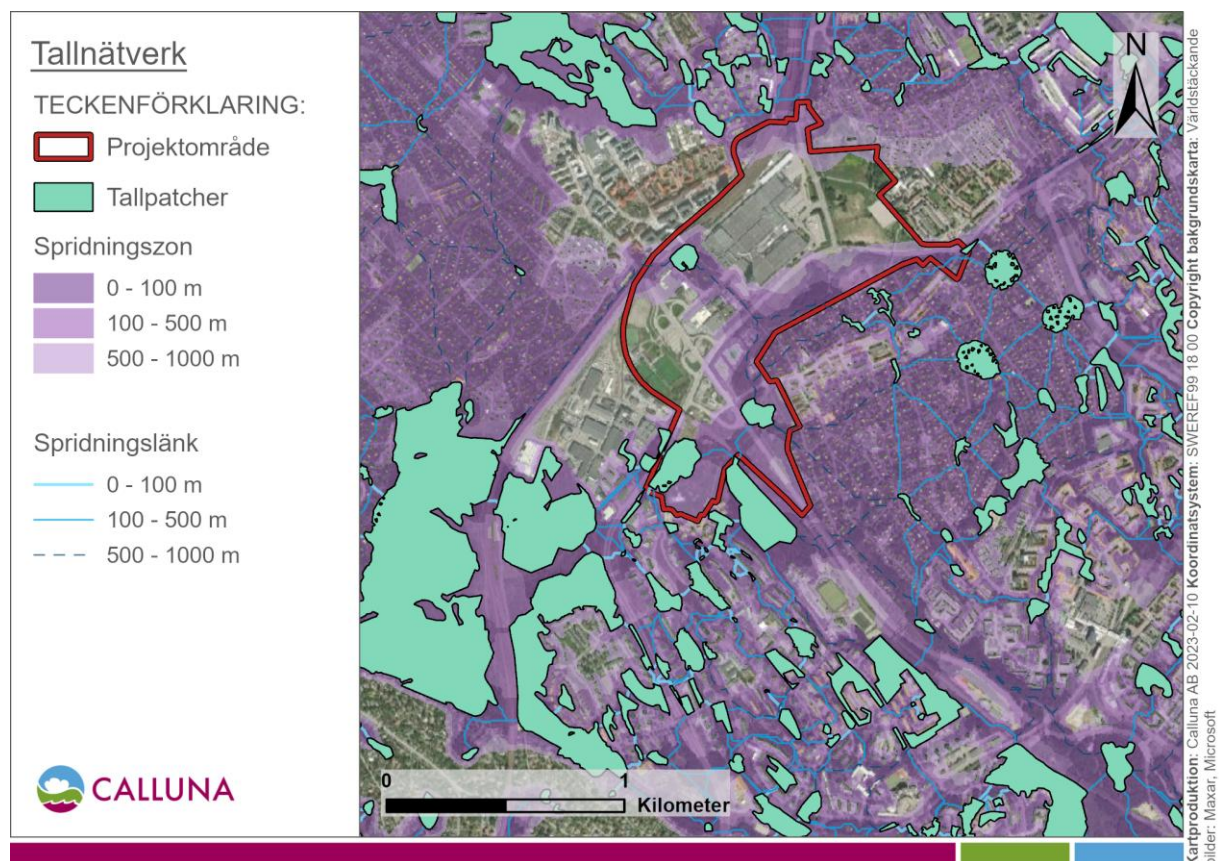 Tallnätverk
TECKENFÖRKLARING:
Projektområde
Tallpatcher
Spridningszon
0 - 100 m
100 - 500 m
500 - 1000 m
Spridningslänk
0 - 100 m
100 - 500 m
500 - 1000 m
CALLUNA
N
0 1
Kilometer
Kartproduktion: Calluna AB 2023-02-10 Koordinatsystem: SWEREF99 18 00 Copyright bakgrundskarta: Världstäckande
bilder: Maxar, Microsoft